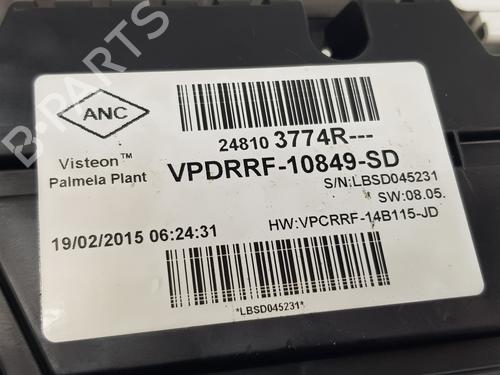 ANC
Visteon™
Palmela Plant
24810 3774R---
VPDRRF-10849-SD
S/N:LBSD045231
SW:08.05.
HW:VPCRRF-14B115-JD
19/02/2015 06:24:31
*LBSD045231*
B-PARTS